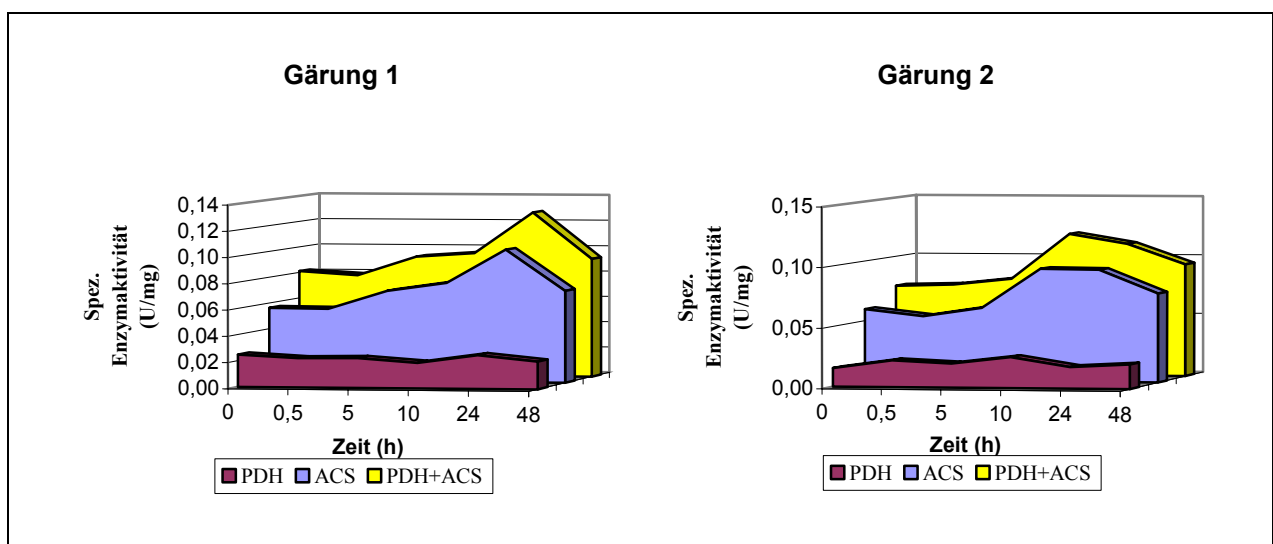 Gärung 1
Spez.
Enzymaktivität
(U/mg)
0,14
0,12
0,10
0,08
0,06
0,04
0,02
0,00
0 0,5 5 10 24 48
Zeit (h)
PDH ACS PDH+ACS
Gärung 2
Spez.
Enzymaktivität
(U/mg)
0,15
0,10
0,05
0,00
0 0,5 5 10 24 48
Zeit (h)
PDH ACS PDH+ACS